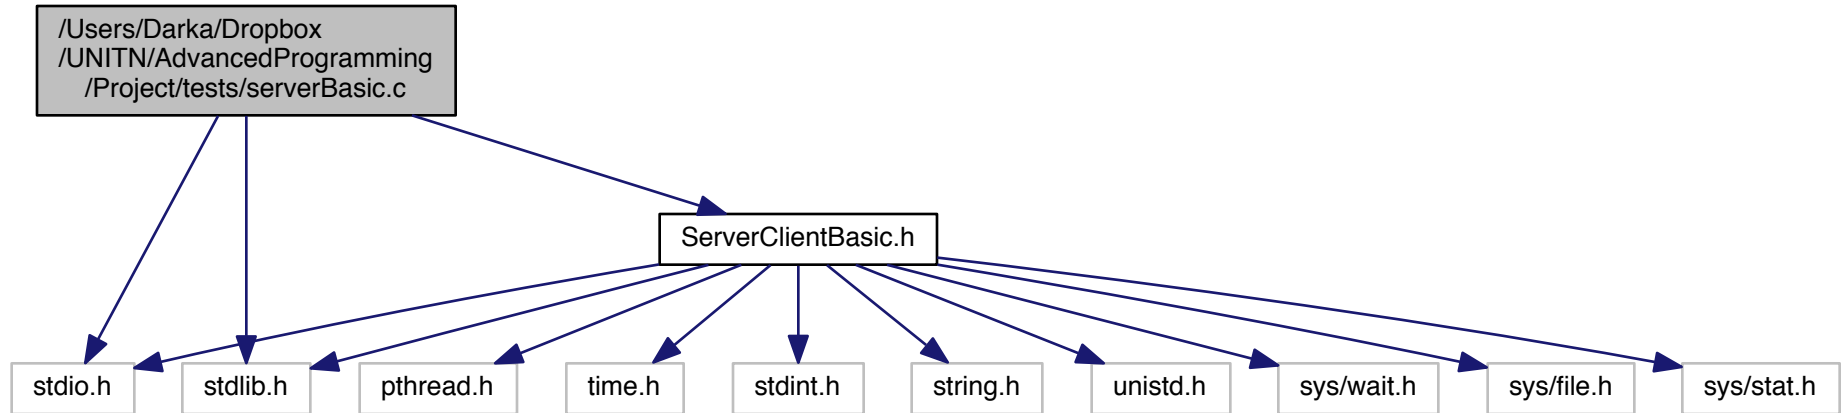 /Users/Darka/Dropbox
/UNITN/AdvancedProgramming
/Project/tests/serverBasic.c
ServerClientBasic.h
stdio.h
stdlib.h
pthread.h
time.h
stdint.h
string.h
unistd.h
sys/wait.h
sys/file.h
sys/stat.h